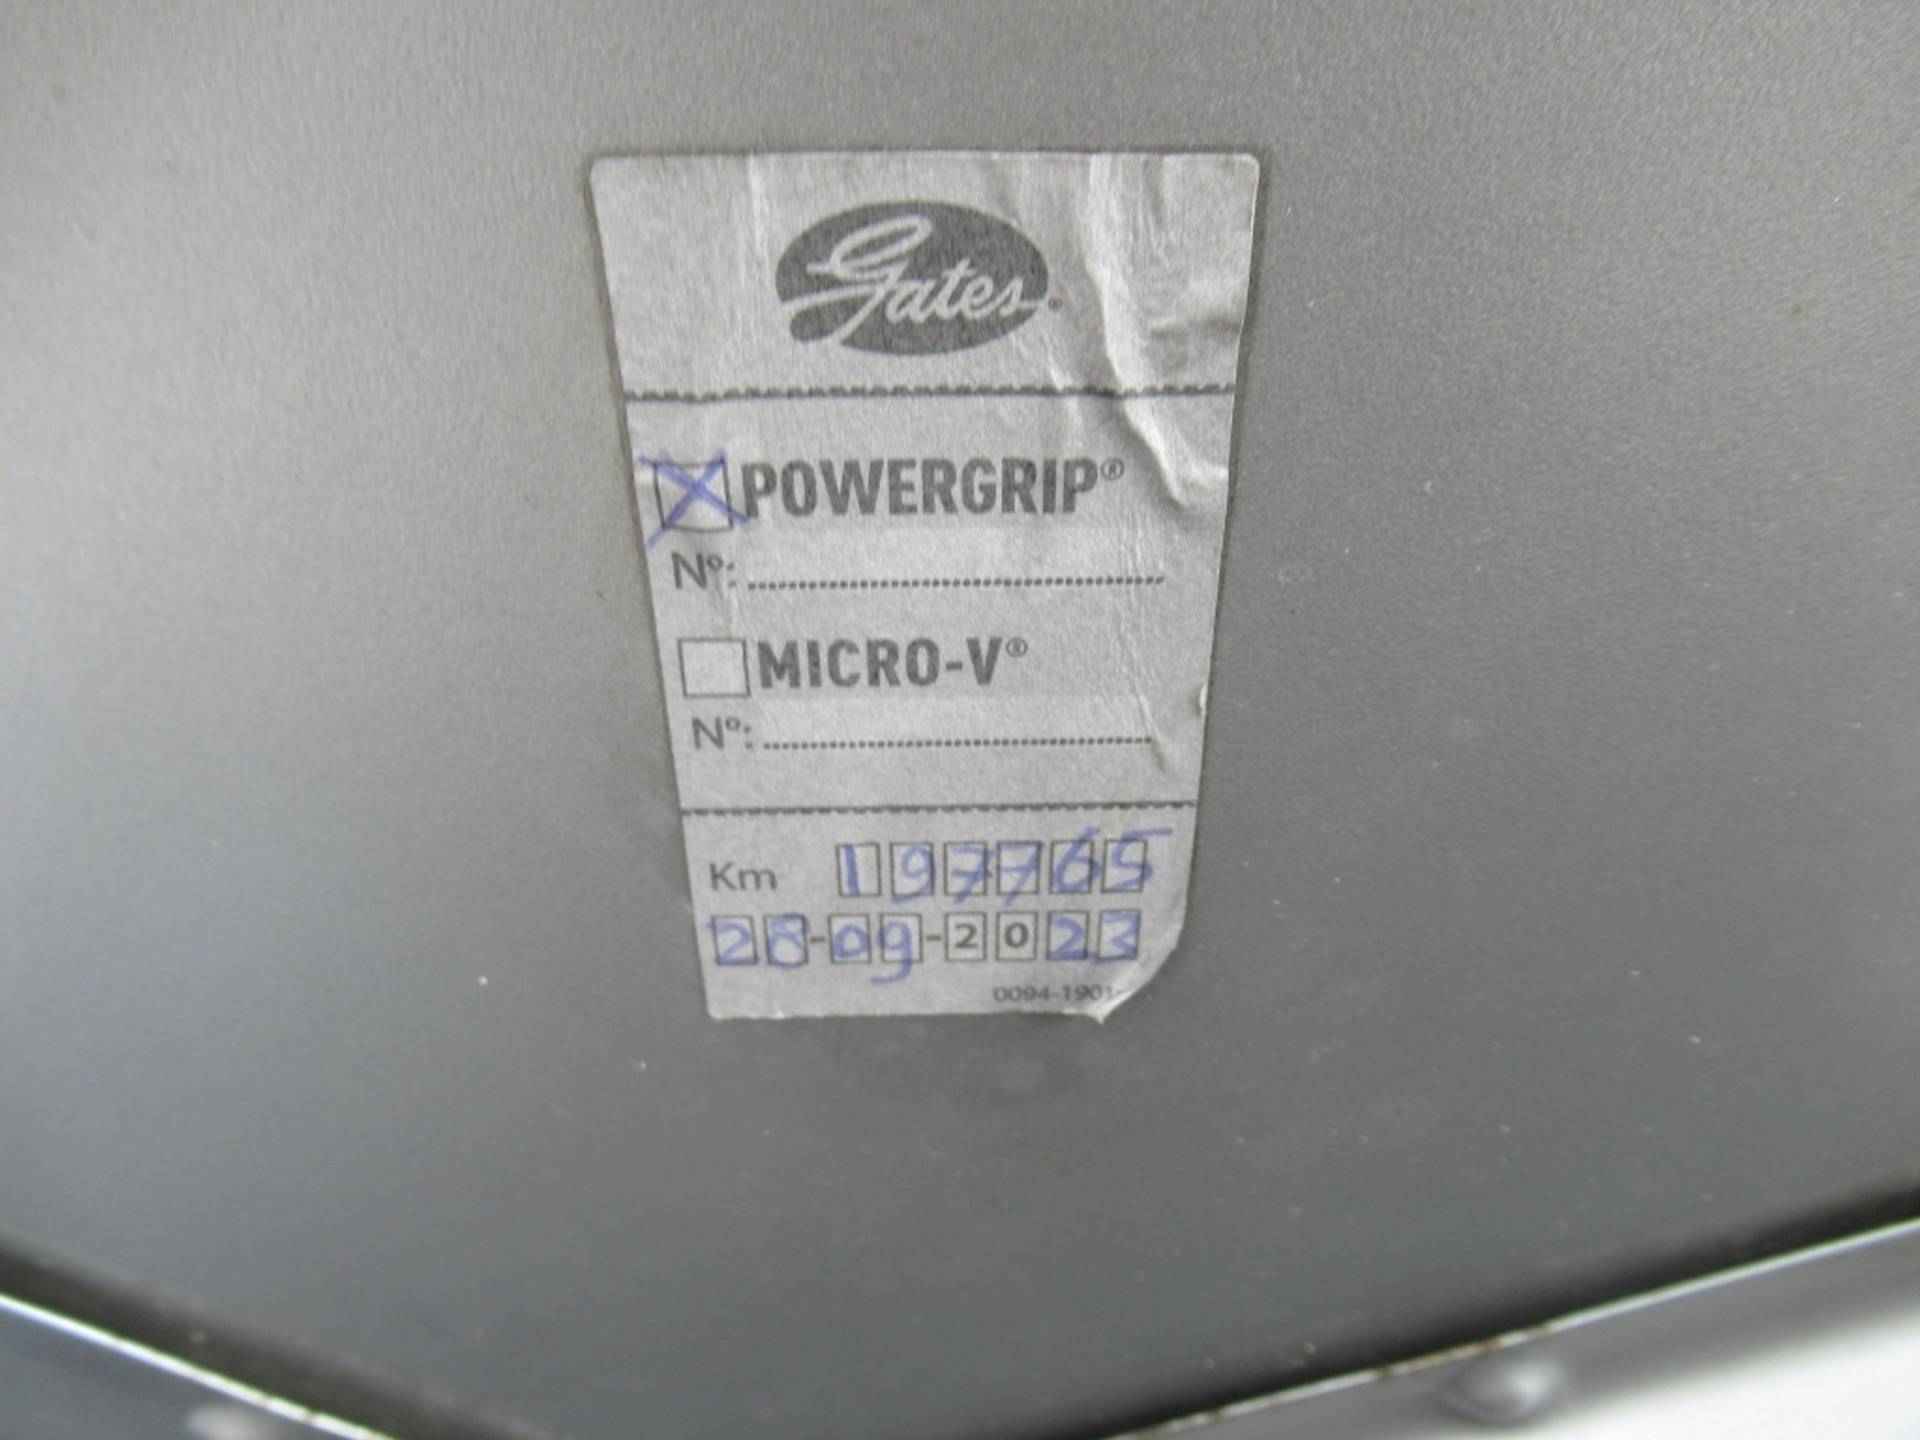 Gates®
POWERGRIP®
Nº:
MICRO-V®
Nº:
Km 197765
28-09-2023
0094-1901